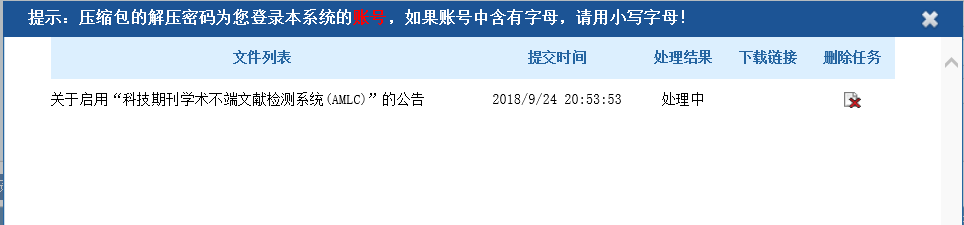 提示：压缩包的解压密码为您登录本系统的账号，如果账号中含有字母，请用小写字母！
文件列表 提交时间 处理结果 下载链接 删除任务
关于启用“科技期刊学术不端文献检测系统(AMLC)”的公告 2018/9/24 20:53:53 处理中